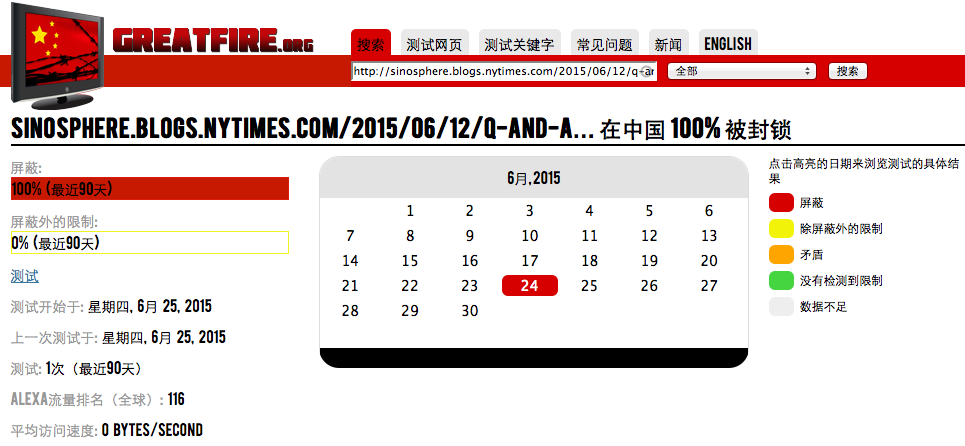 GREATFIRE.ORG
搜索 测试网页 测试关键字 常见问题 新闻 ENGLISH
http://sinosphere.blogs.nytimes.com/2015/06/12/q-an 全部 搜索
SINOSPHERE.BLOGS.NYTIMES.COM/2015/06/12/Q-AND-A... 在中国 100% 被封锁
屏蔽:
100% (最近90天)
屏蔽外的限制:
0% (最近90天)
测试
测试开始于: 星期四, 6月 25, 2015
上一次测试于: 星期四, 6月 25, 2015
测试: 1次（最近90天）
ALEXA流量排名（全球）: 116
平均访问速度: 0 BYTES/SECOND
6月,2015
1 2 3 4 5 6
7 8 9 10 11 12 13
14 15 16 17 18 19 20
21 22 23 24 25 26 27
28 29 30
点击高亮的日期来浏览测试的具体结
果
屏蔽
除屏蔽外的限制
矛盾
没有检测到限制
数据不足